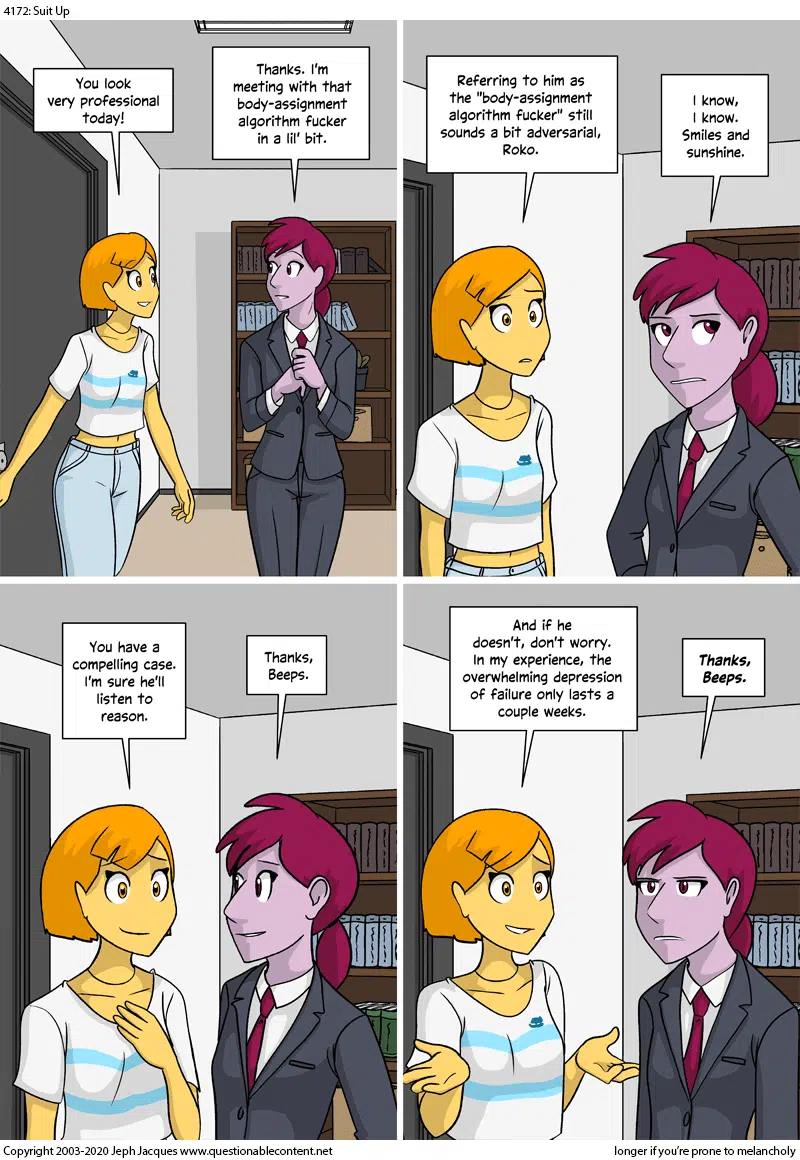 4172: Suit Up
You look
very professional
today!
Thanks. I'm
meeting with that
body-assignment
algorithm fucker
in a lil' bit.
Referring to him as
the "body-assignment
algorithm fucker" still
sounds a bit adversarial,
Roko.
I know,
I know.
Smiles and
sunshine.
You have a
compelling case.
I'm sure he'll
listen to
reason.
Thanks,
Beeps.
And if he
doesn't, don't worry.
In my experience, the
overwhelming depression
of failure only lasts a
couple weeks.
Thanks,
Beeps.
Copyright 2003-2020 Jeph Jacques www.questionablecontent.net
longer if you're prone to melancholy